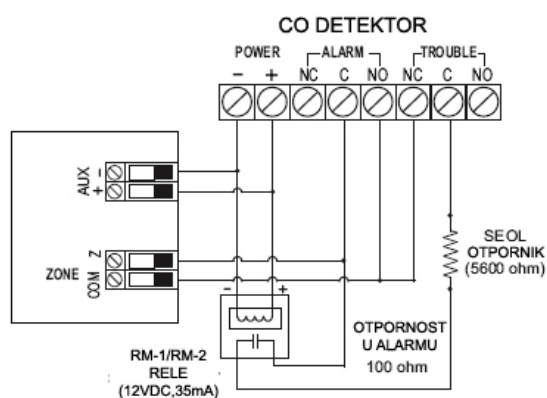 CO DETEKTOR
POWER ALARM TROUBLE
- + NC C NO NC C NO
AUX - +
ZONE Z COM
- +
SEOL
OTPORNIK
(5600 ohm)
RM-1/RM-2
RELE
(12VDC,35mA)
OTPORNOST
U ALARMU
100 ohm